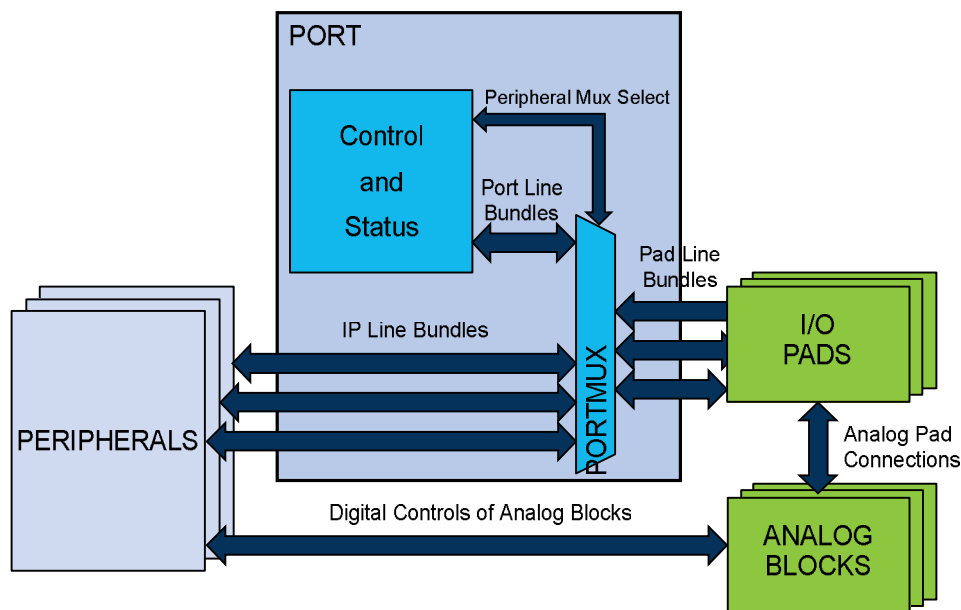 PORT
Peripheral Mux Select
Control
and
Status
Port Line
Bundles
Pad Line
Bundles
IP Line Bundles
PORTMUX
I/O
PADS
PERIPHERALS
Analog Pad
Connections
Digital Controls of Analog Blocks
ANALOG
BLOCKS